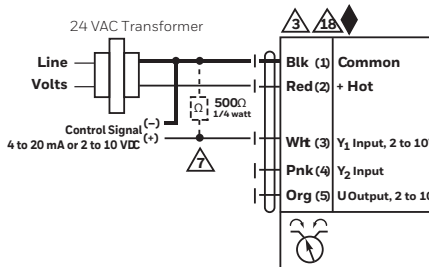 24 VAC Transformer
3 18
Line
Volts
Blk (1) Common
Red (2) + Hot
Ω 500Ω
1/4 watt
Control Signal (−)
4 to 20 mA or 2 to 10 VDC (+)
7
Wht (3) Y1 Input, 2 to 10
Pnk (4) Y2 Input
Org (5) U Output, 2 to 10